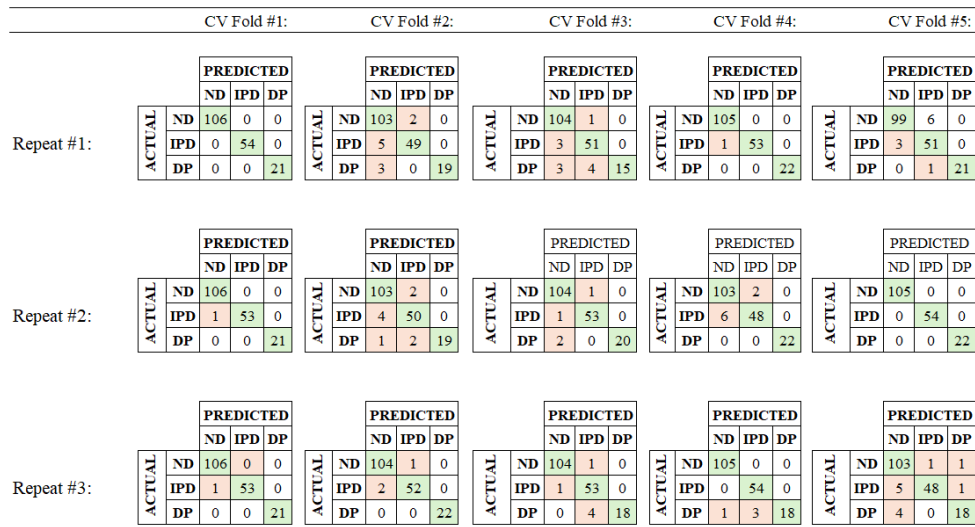 CV Fold #1: CV Fold #2: CV Fold #3: CV Fold #4: CV Fold #5:
PREDICTED PREDICTED PREDICTED PREDICTED PREDICTED
ND IPD DP ND IPD DP ND IPD DP ND IPD DP ND IPD DP
Repeat #1:
ACTUAL ND 106 0 0 ACTUAL ND 103 2 0 ACTUAL ND 104 1 0 ACTUAL ND 105 0 0 ACTUAL ND 99 6 0
IPD 0 54 0 IPD 5 49 0 IPD 3 51 0 IPD 1 53 0 IPD 3 51 0
DP 0 0 21 DP 3 0 19 DP 3 4 15 DP 0 0 22 DP 0 1 21
PREDICTED PREDICTED PREDICTED PREDICTED PREDICTED
ND IPD DP ND IPD DP ND IPD DP ND IPD DP ND IPD DP
Repeat #2:
ACTUAL ND 106 0 0 ACTUAL ND 103 2 0 ACTUAL ND 104 1 0 ACTUAL ND 103 2 0 ACTUAL ND 105 0 0
IPD 1 53 0 IPD 4 50 0 IPD 1 53 0 IPD 6 48 0 IPD 0 54 0
DP 0 0 21 DP 1 2 19 DP 2 0 20 DP 0 0 22 DP 0 0 22
PREDICTED PREDICTED PREDICTED PREDICTED PREDICTED
ND IPD DP ND IPD DP ND IPD DP ND IPD DP ND IPD DP
Repeat #3:
ACTUAL ND 106 0 0 ACTUAL ND 104 1 0 ACTUAL ND 104 1 0 ACTUAL ND 105 0 0 ACTUAL ND 103 1 1
IPD 1 53 0 IPD 2 52 0 IPD 1 53 0 IPD 0 54 0 IPD 5 48 1
DP 0 0 21 DP 0 0 22 DP 0 4 18 DP 1 3 18 DP 4 0 18